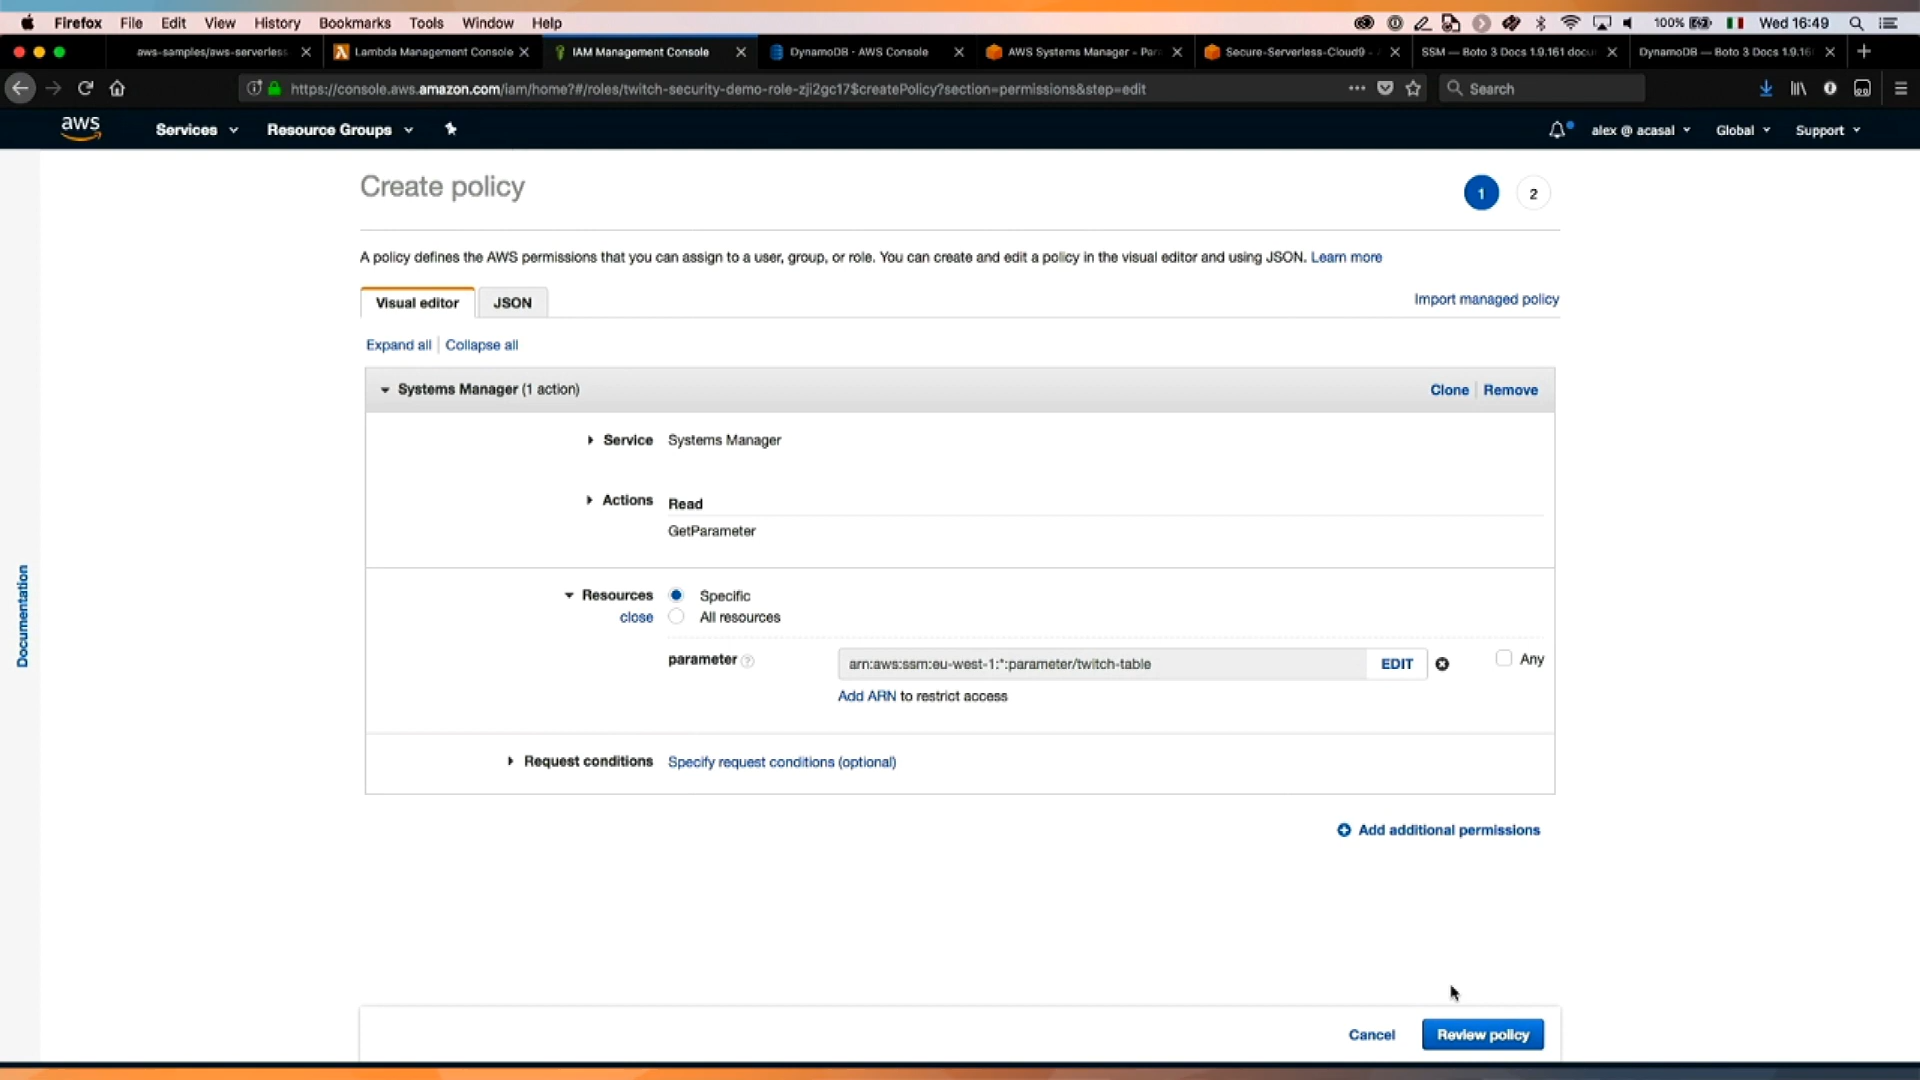 Firefox File Edit View History Bookmarks Tools Window Help 100% Wed 16:49
aws-samples/aws-serverless Lambda Management Console IAM Management Console DynamoDB - AWS Console AWS Systems Manager - Par Secure-Serverless-Cloud9 - SSM — Boto 3 Docs 1.9.161 docu DynamoDB — Boto 3 Docs 1.9.16
https://console.aws.amazon.com/iam/home?#/roles/twitch-security-demo-role-zji2gc17$createPolicy?section=permissions&step=edit Search
aws Services Resource Groups alex @ acasal Global Support
Create policy 1 2
A policy defines the AWS permissions that you can assign to a user, group, or role. You can create and edit a policy in the visual editor and using JSON. Learn more
Visual editor JSON Import managed policy
Expand all Collapse all
Systems Manager (1 action) Clone Remove
Service Systems Manager
Actions Read
GetParameter
Documentation
Resources Specific
close All resources
parameter arn:aws:ssm:eu-west-1:*:parameter/twitch-table EDIT Any
Add ARN to restrict access
Request conditions Specify request conditions (optional)
Add additional permissions
Cancel Review policy